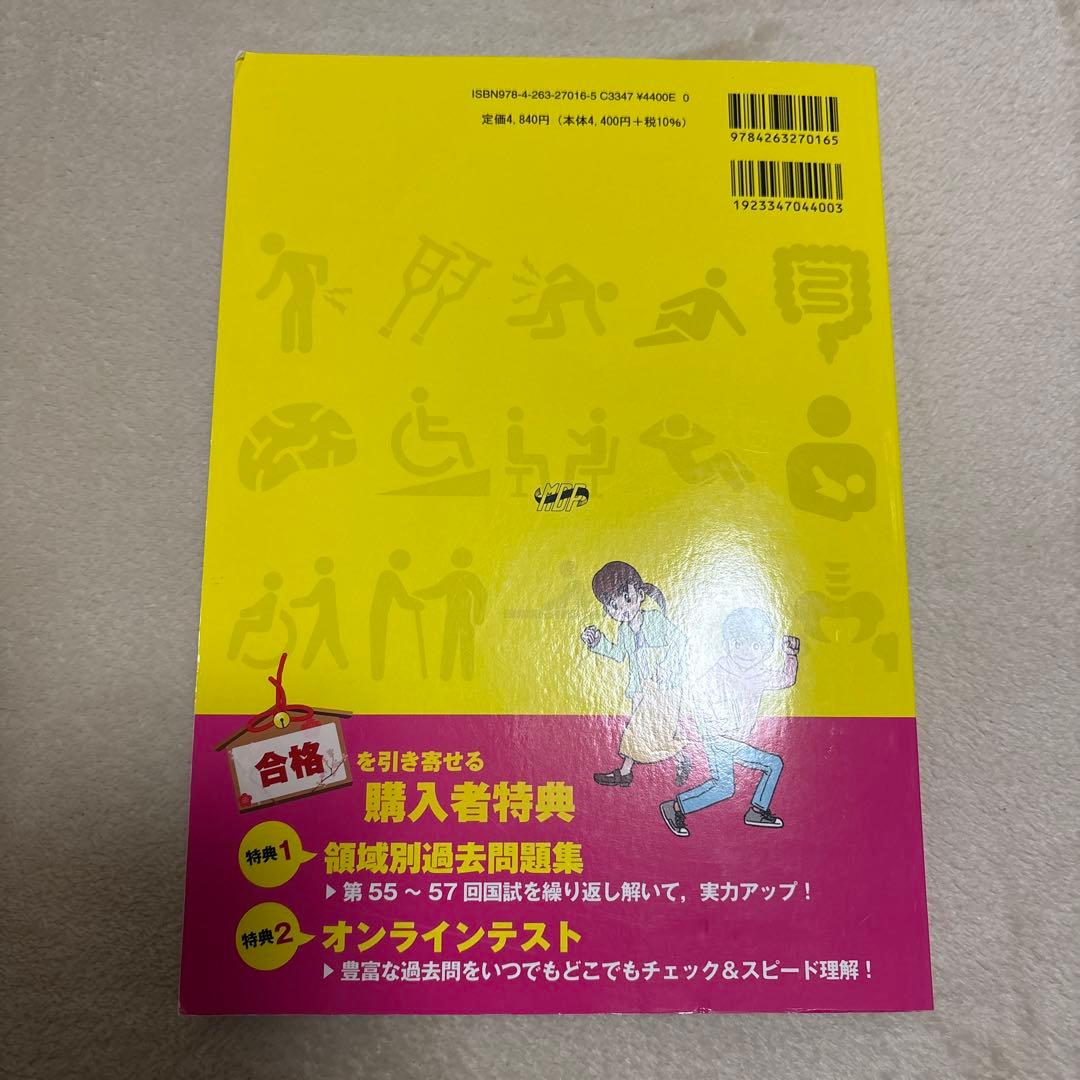 ISBN978-4-263-27016-5 C3347 ¥4400E 0
定価4,840円（本体4,400円＋税10％）
9784263270165
1923347044003
MDP
合格を引き寄せる
購入者特典
特典1 領域別過去問題集
▶第55～57回国試を繰り返し解いて，実力アップ！
特典2 オンラインテスト
▶豊富な過去問をいつでもどこでもチェック＆スピード理解！